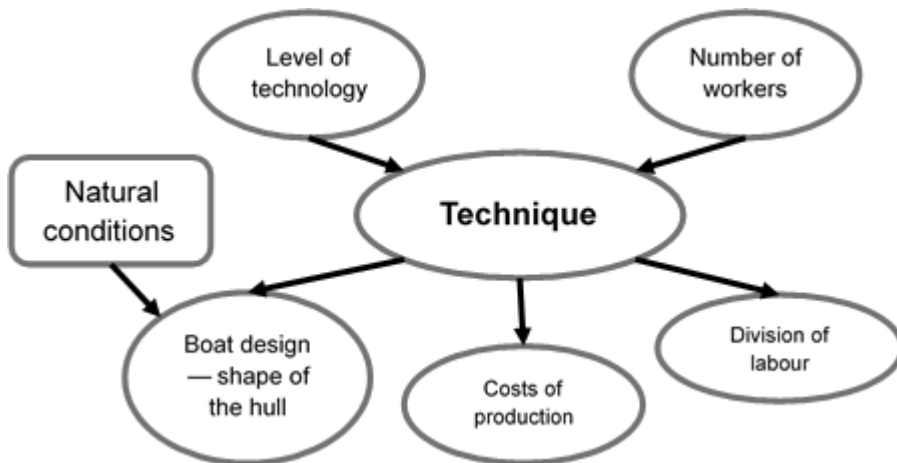 Level of
technology
Number of
workers
Natural
conditions
Technique
Boat design
— shape of
the hull
Costs of
production
Division of
labour